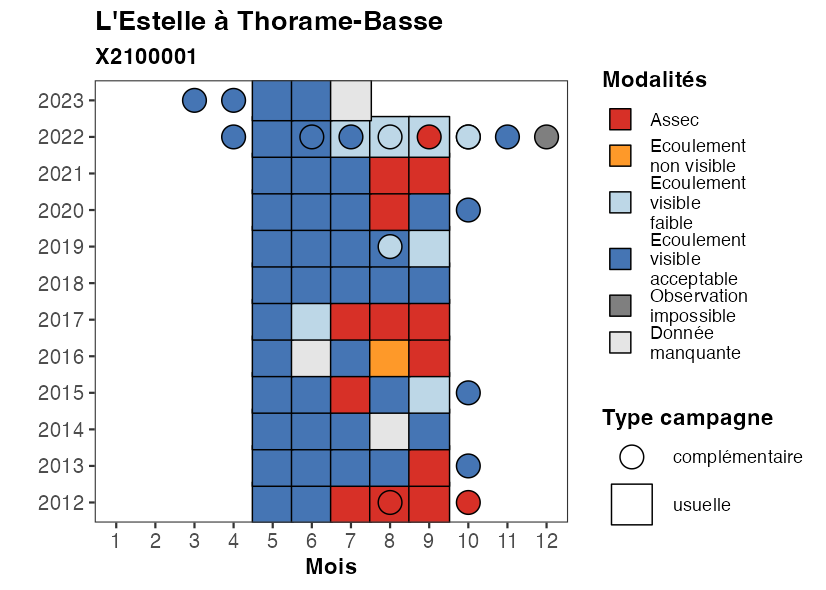 L'Estelle à Thorame-Basse
X2100001
2023
2022
2021
2020
2019
2018
2017
2016
2015
2014
2013
2012
1 2 3 4 5 6 7 8 9 10 11 12
Mois
Modalités
Assec
Ecoulement
non visible
Ecoulement
visible
faible
Ecoulement
visible
acceptable
Observation
impossible
Donnée
manquante
Type campagne
complémentaire
usuelle